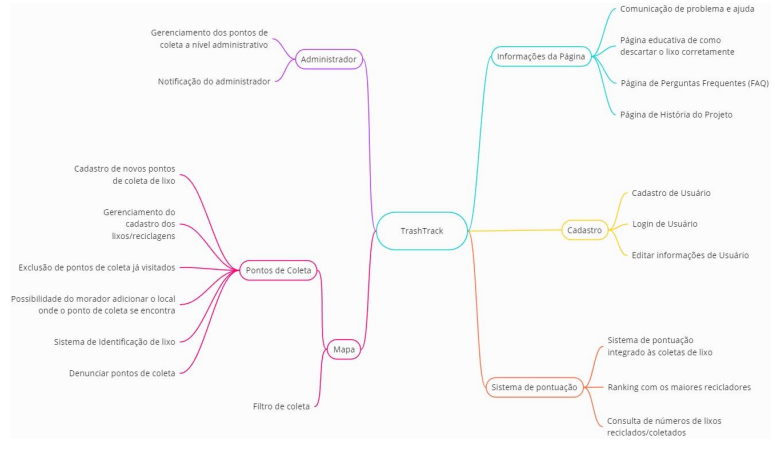 Gerenciamento dos pontos de
coleta a nível administrativo
Administrador
Notificação do administrador
Cadastro de novos pontos
de coleta de lixo
Gerenciamento do
cadastro dos
lixos/reciclagens
Exclusão de pontos de coleta já visitados
Pontos de Coleta
Possibilidade do morador adicionar o local
onde o ponto de coleta se encontra
Sistema de Identificação de lixo
Denunciar pontos de coleta
Mapa
Filtro de coleta
TrashTrack
Comunicação de problema e ajuda
Página educativa de como
descartar o lixo corretamente
Informações da Página
Página de Perguntas Frequentes (FAQ)
Página de História do Projeto
Cadastro de Usuário
Cadastro
Login de Usuário
Editar informações de Usuário
Sistema de pontuação
integrado às coletas de lixo
Sistema de pontuação
Ranking com os maiores recicladores
Consulta de números de lixos
reciclados/coletados